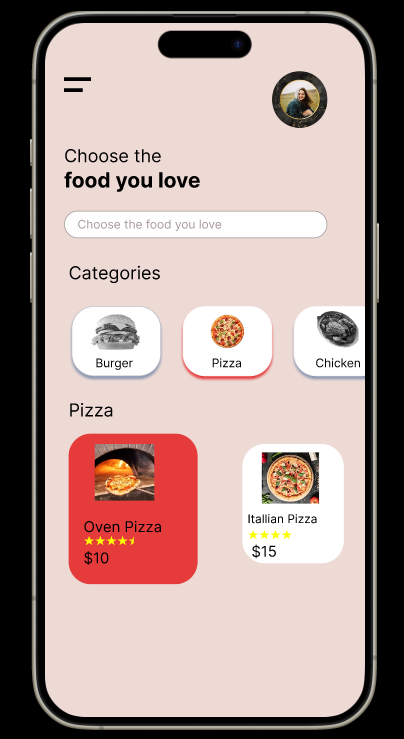 Choose the
food you love
Choose the food you love
Categories
Burger
Pizza
Chicken
Pizza
Oven Pizza
$10
Itallian Pizza
$15